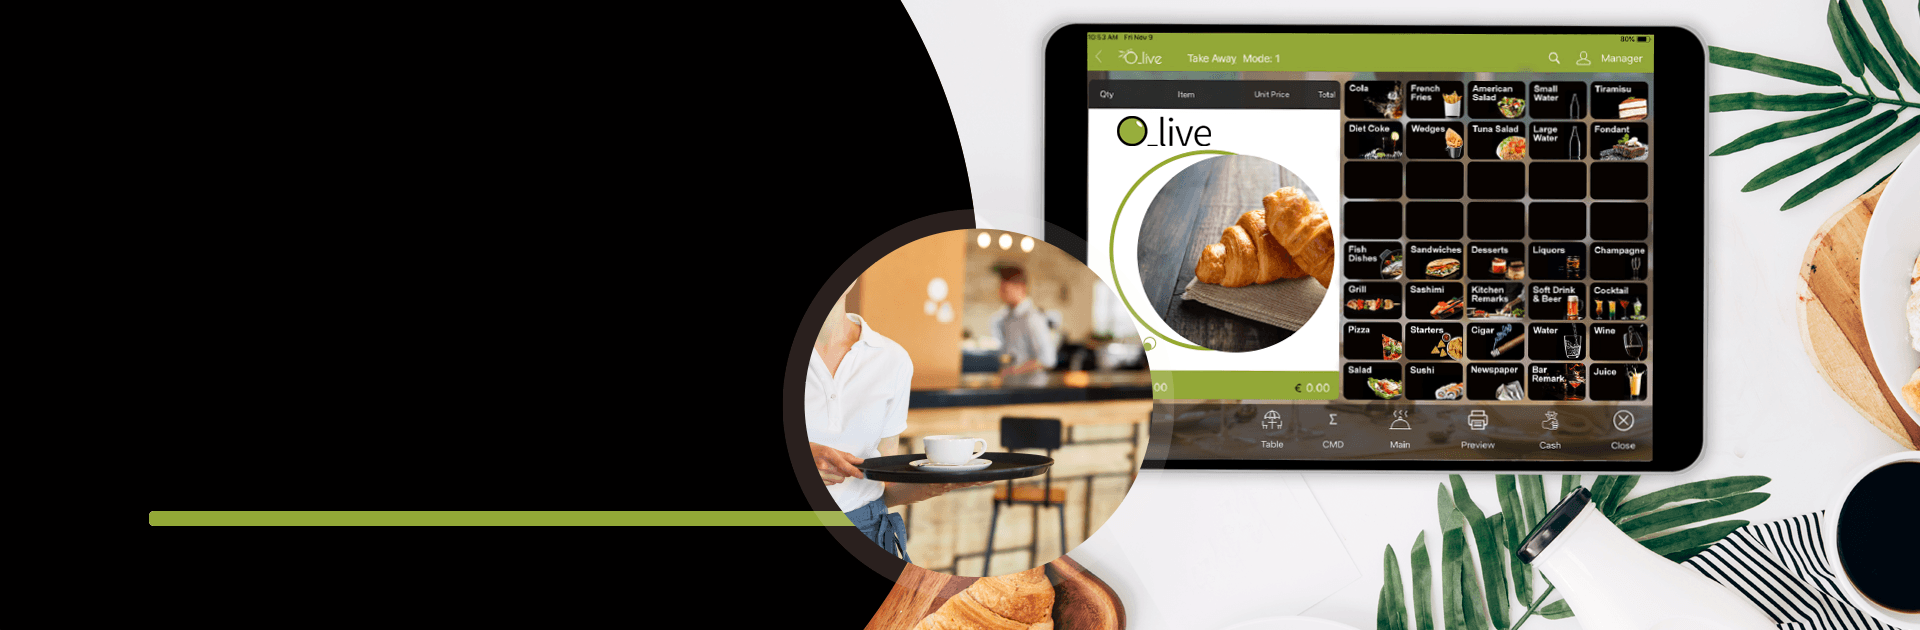 10:53 AM Fri Nov 9
80%
O_live
Take Away Mode: 1
Manager
Qty Item Unit Price Total
O_live
00 € 0.00
Cola
French
Fries
American
Salad
Small
Water
Tiramisu
Diet Coke
Wedges
Tuna Salad
Large
Water
Fondant
Fish
Dishes
Sandwiches
Desserts
Liquors
Champagne
Grill
Sashimi
Kitchen
Remarks
Soft Drink
& Beer
Cocktail
Pizza
Starters
Cigar
Water
Wine
Salad
Sushi
Newspaper
Bar
Remark
Juice
Table
Σ
CMD
Main
Preview
Cash
Close